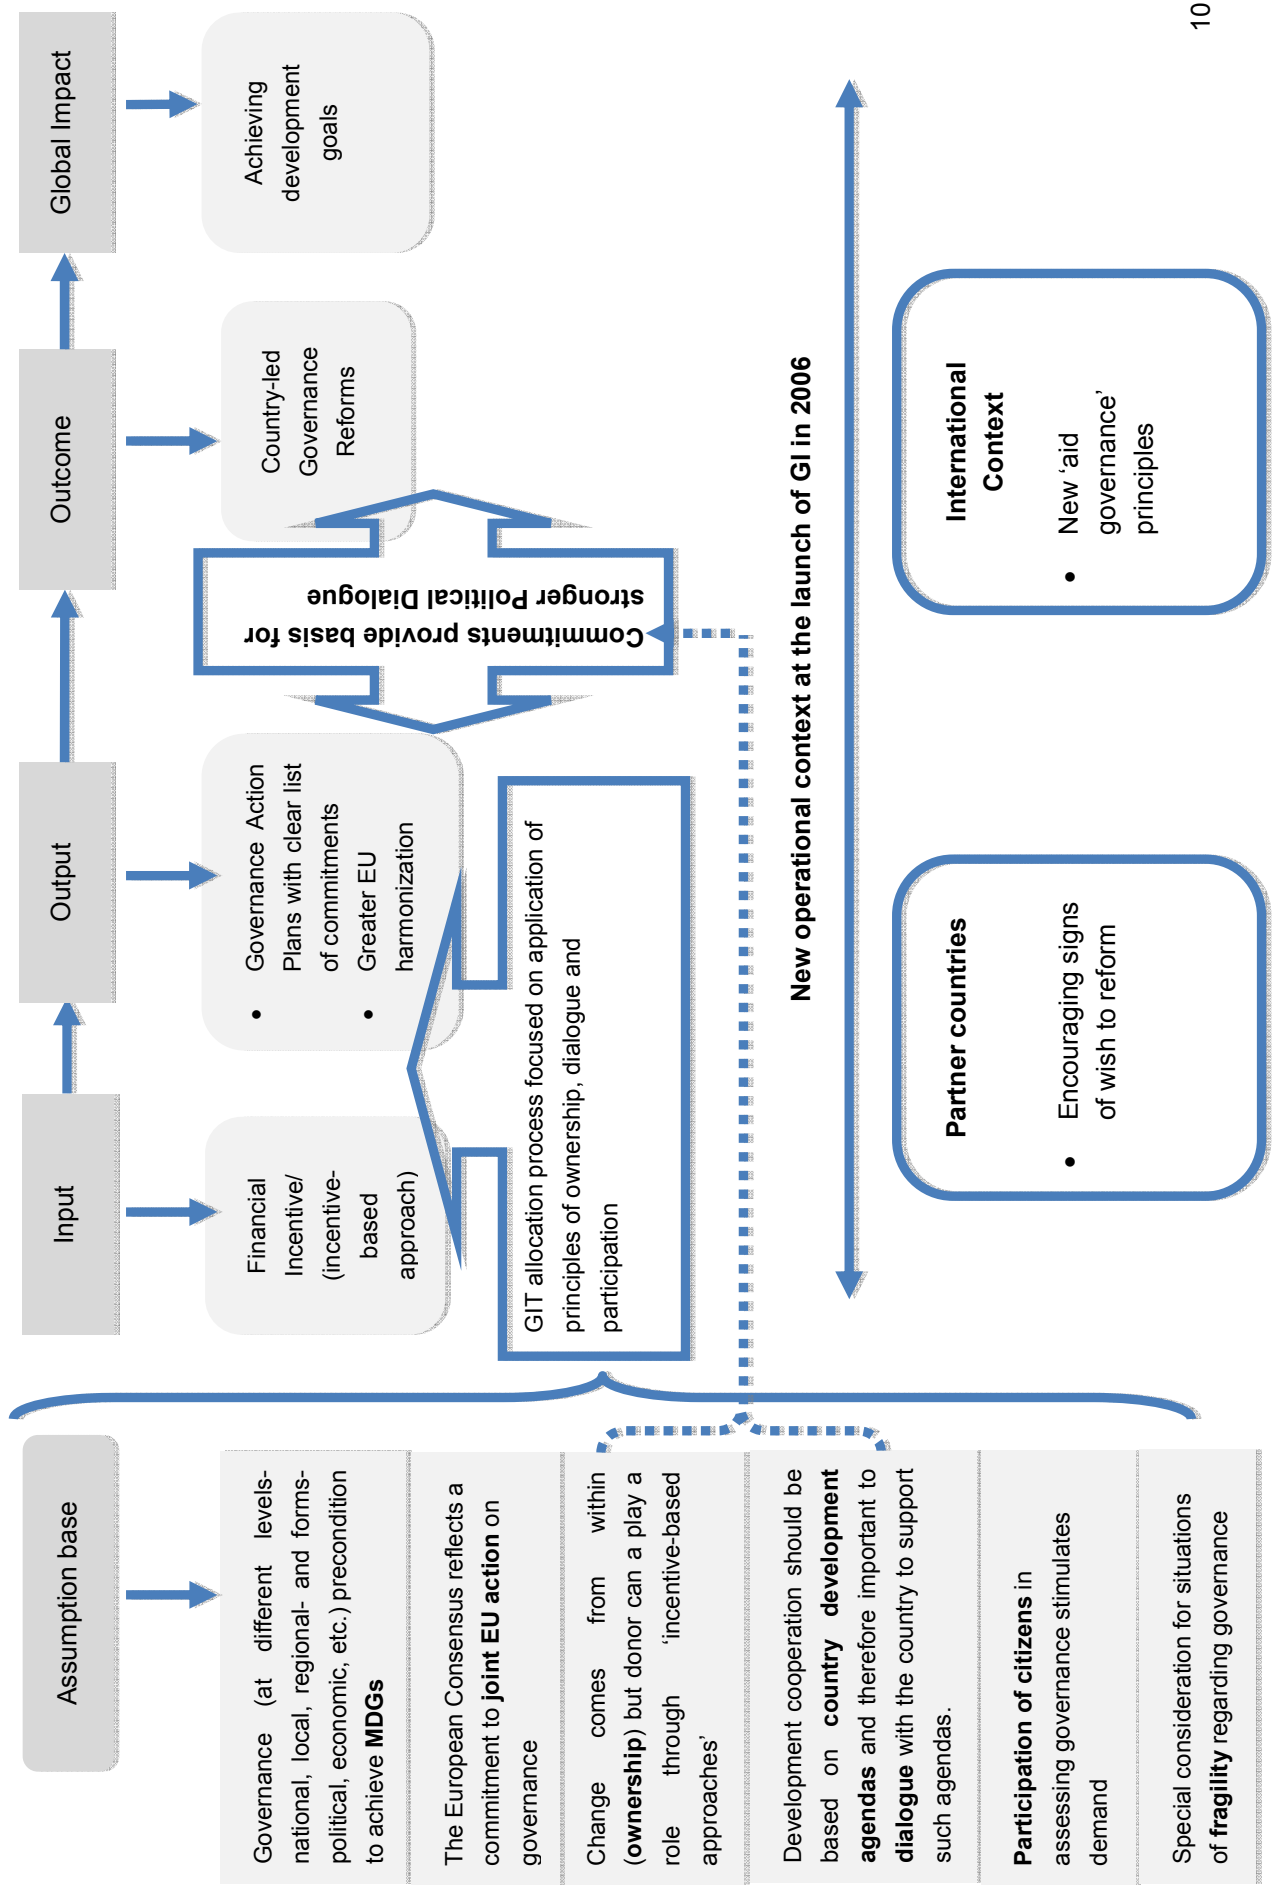 Assumption base
Governance (at different levels-
national, local, regional- and forms-
political, economic, etc.) precondition
to achieve MDGs
The European Consensus reflects a
commitment to joint EU action on
governance
Change comes from within
(ownership) but donor can a play a
role through ‘incentive-based
approaches’
Development cooperation should be
based on country development
agendas and therefore important to
dialogue with the country to support
such agendas.
Participation of citizens in
assessing governance stimulates
demand
Special consideration for situations
of fragility regarding governance
Input
Output
Outcome
Global Impact
Financial
Incentive/
(incentive-
based
approach)
• Governance Action
Plans with clear list
of commitments
• Greater EU
harmonization
Country-led
Governance
Reforms
Achieving
development
goals
Commitments provide basis for
stronger Political Dialogue
GIT allocation process focused on application of
principles of ownership, dialogue and
participation
New operational context at the launch of GI in 2006
Partner countries
• Encouraging signs
of wish to reform
International
Context
• New ‘aid
governance’
principles
10